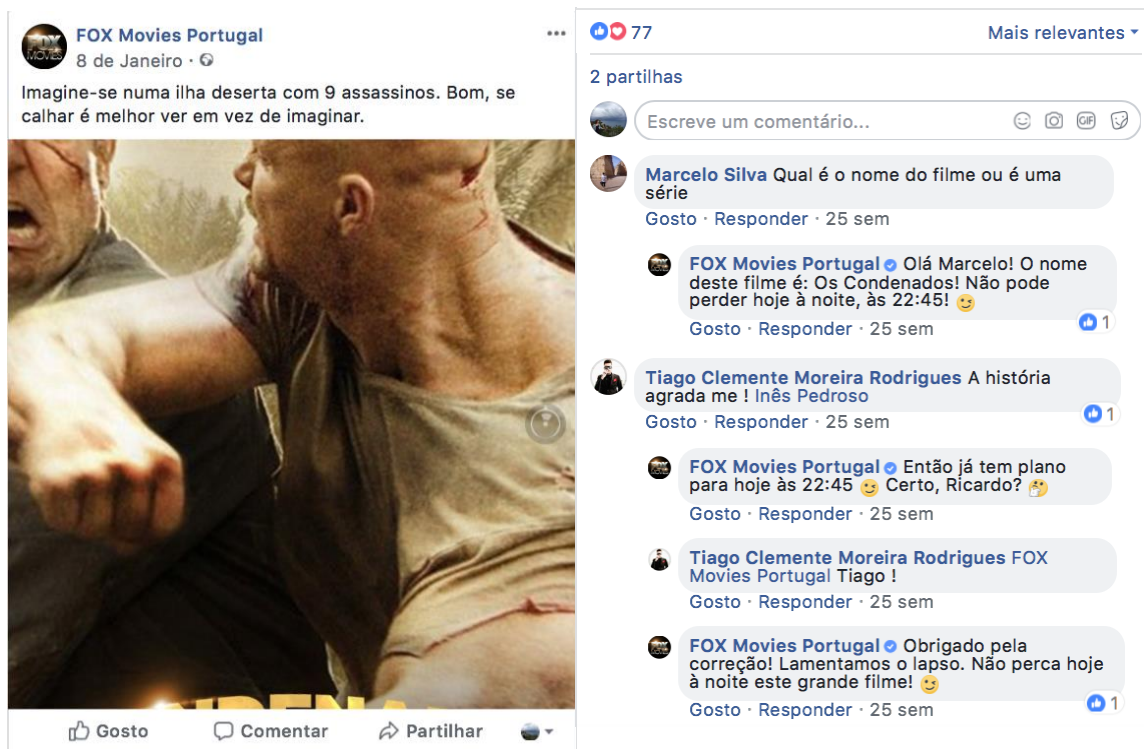 FOX Movies Portugal
8 de Janeiro ·
Imagine-se numa ilha deserta com 9 assassinos. Bom, se
calhar é melhor ver em vez de imaginar.
Gosto Comentar Partilhar
77 Mais relevantes
2 partilhas
Escreve um comentário...
GIF
Marcelo Silva Qual é o nome do filme ou é uma
série
Gosto · Responder · 25 sem
FOX Movies Portugal Olá Marcelo! O nome
deste filme é: Os Condenados! Não pode
perder hoje à noite, às 22:45!
1
Gosto · Responder · 25 sem
Tiago Clemente Moreira Rodrigues A história
agrada me ! Inês Pedroso
1
Gosto · Responder · 25 sem
FOX Movies Portugal Então já tem plano
para hoje às 22:45 Certo, Ricardo?
Gosto · Responder · 25 sem
Tiago Clemente Moreira Rodrigues FOX
Movies Portugal Tiago !
Gosto · Responder · 25 sem
FOX Movies Portugal Obrigado pela
correção! Lamentamos o lapso. Não perca hoje
à noite este grande filme!
1
Gosto · Responder · 25 sem